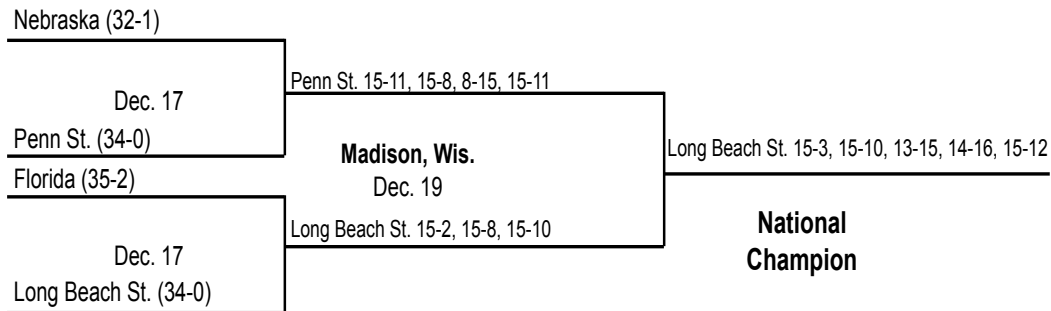 Nebraska (32-1)
Dec. 17
Penn St. (34-0)
Penn St. 15-11, 15-8, 8-15, 15-11
Florida (35-2)
Dec. 17
Long Beach St. (34-0)
Long Beach St. 15-2, 15-8, 15-10
Madison, Wis.
Dec. 19
Long Beach St. 15-3, 15-10, 13-15, 14-16, 15-12
National
Champion